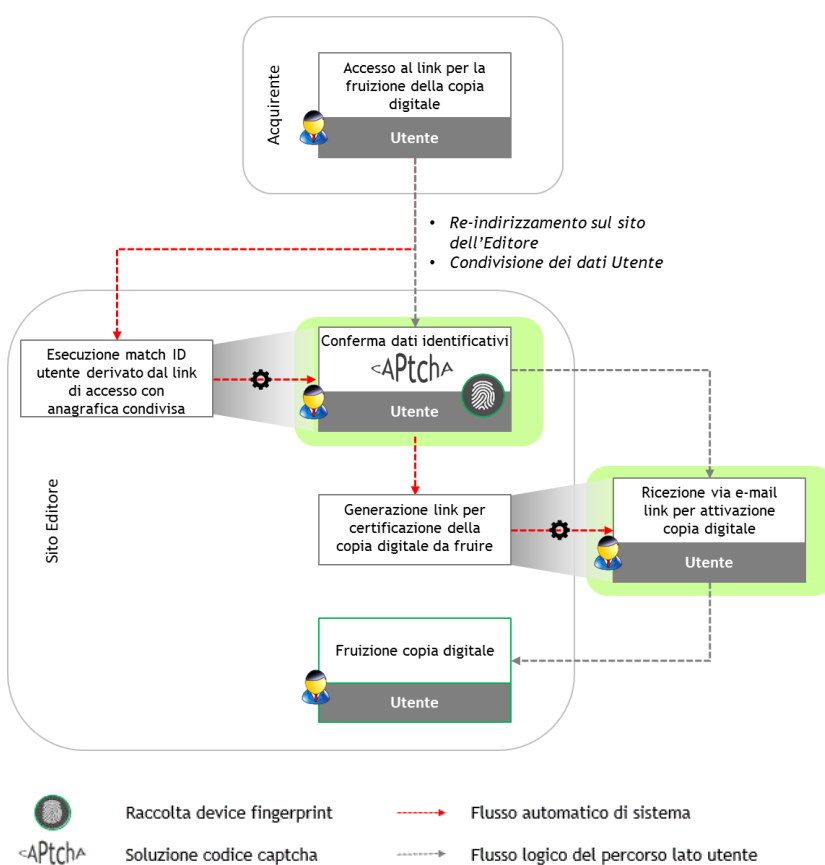 Acquirente
Accesso al link per la
fruizione della copia
digitale
Utente
• Re-indirizzamento sul sito
dell'Editore
• Condivisione dei dati Utente
Sito Editore
Esecuzione match ID
utente derivato dal link
di accesso con
anagrafica condivisa
Conferma dati identificativi
<APtchA
Utente
Generazione link per
certificazione della
copia digitale da fruire
Ricezione via e-mail
link per attivazione
copia digitale
Utente
Fruizione copia digitale
Utente
Raccolta device fingerprint
Flusso automatico di sistema
<APtchA
Soluzione codice captcha
Flusso logico del percorso lato utente